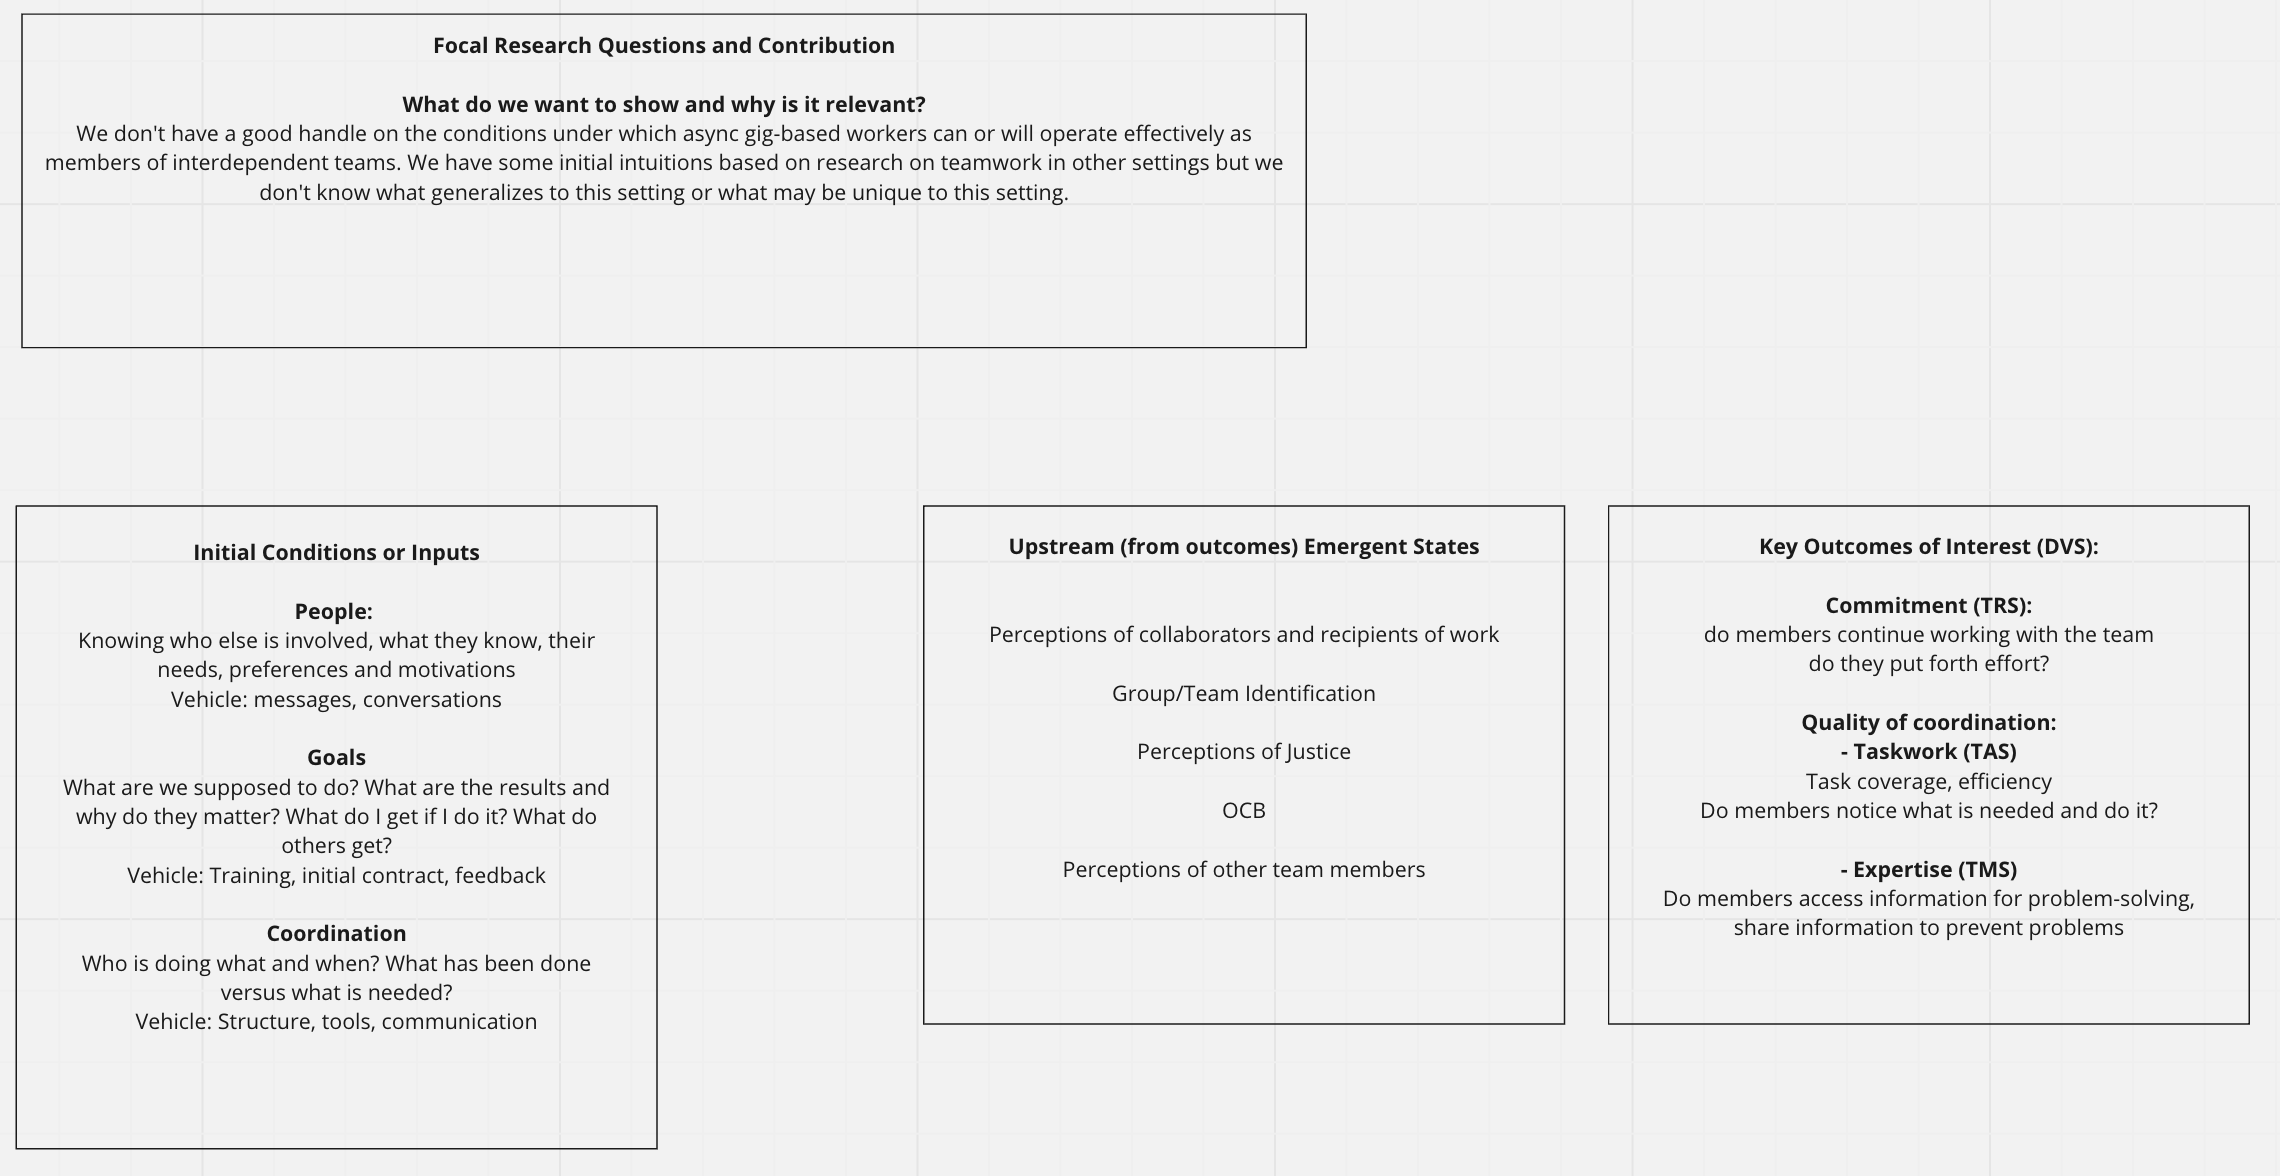 Focal Research Questions and Contribution
What do we want to show and why is it relevant?
We don't have a good handle on the conditions under which async gig-based workers can or will operate effectively as
members of interdependent teams. We have some initial intuitions based on research on teamwork in other settings but we
don't know what generalizes to this setting or what may be unique to this setting.
Initial Conditions or Inputs
People:
Knowing who else is involved, what they know, their
needs, preferences and motivations
Vehicle: messages, conversations
Goals
What are we supposed to do? What are the results and
why do they matter? What do I get if I do it? What do
others get?
Vehicle: Training, initial contract, feedback
Coordination
Who is doing what and when? What has been done
versus what is needed?
Vehicle: Structure, tools, communication
Upstream (from outcomes) Emergent States
Perceptions of collaborators and recipients of work
Group/Team Identification
Perceptions of Justice
OCB
Perceptions of other team members
Key Outcomes of Interest (DVS):
Commitment (TRS):
do members continue working with the team
do they put forth effort?
Quality of coordination:
- Taskwork (TAS)
Task coverage, efficiency
Do members notice what is needed and do it?
- Expertise (TMS)
Do members access information for problem-solving,
share information to prevent problems